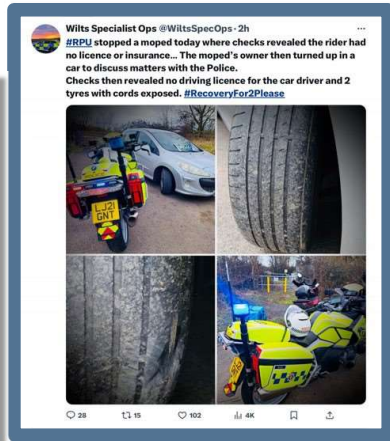 Wilts Specialist Ops @WiltsSpecOps · 2h
#RPU stopped a moped today where checks revealed the rider had
no licence or insurance... The moped's owner then turned up in a
car to discuss matters with the Police.
Checks then revealed no driving licence for the car driver and 2
tyres with cords exposed. #RecoveryFor2Please
LJ21
GNT
28 15 102 4K